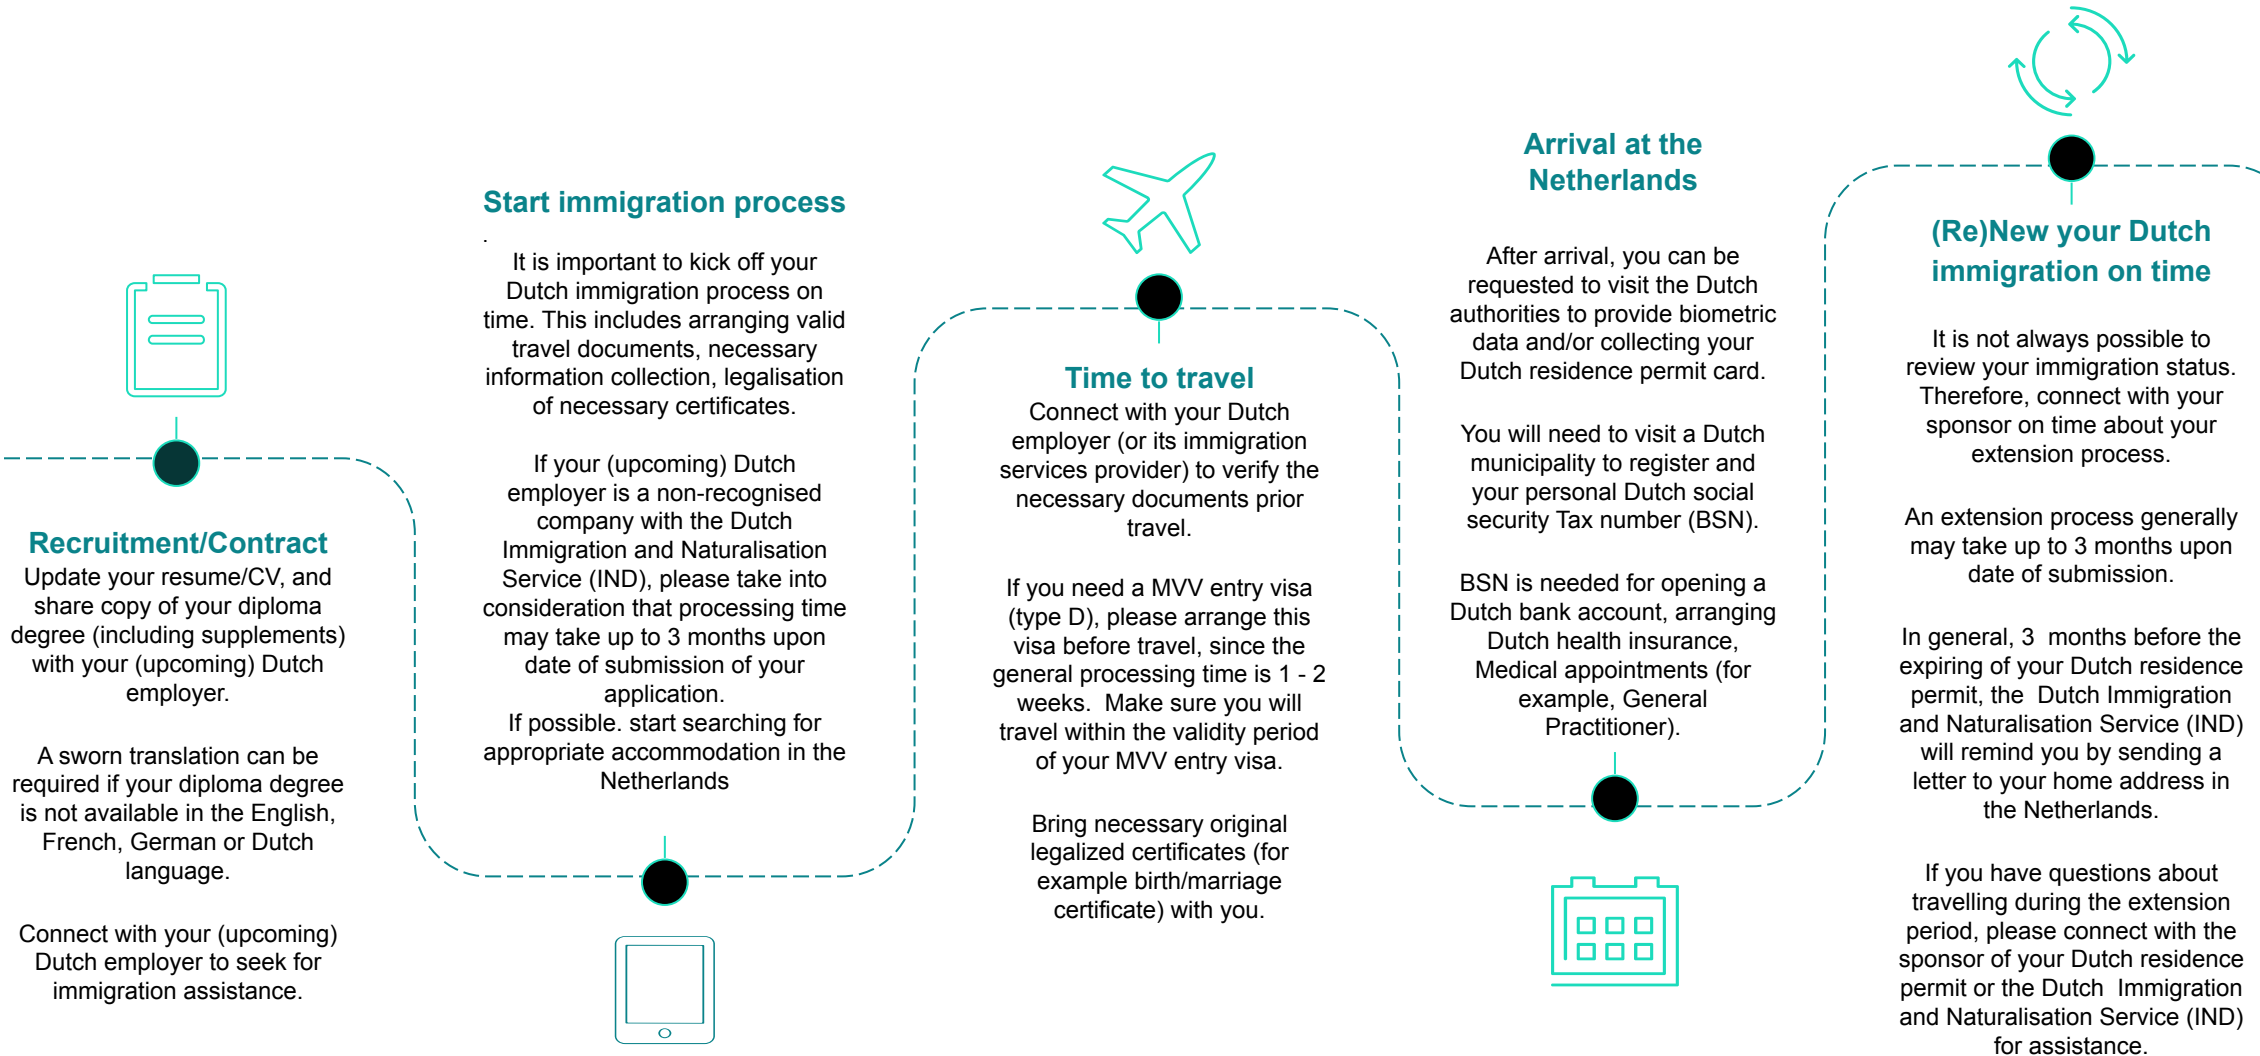 Recruitment/Contract
Update your resume/CV, and
share copy of your diploma
degree (including supplements)
with your (upcoming) Dutch
employer.
A sworn translation can be
required if your diploma degree
is not available in the English,
French, German or Dutch
language.
Connect with your (upcoming)
Dutch employer to seek for
immigration assistance.
Start immigration process
.
It is important to kick off your
Dutch immigration process on
time. This includes arranging valid
travel documents, necessary
information collection, legalisation
of necessary certificates.
If your (upcoming) Dutch
employer is a non-recognised
company with the Dutch
Immigration and Naturalisation
Service (IND), please take into
consideration that processing time
may take up to 3 months upon
date of submission of your
application.
If possible. start searching for
appropriate accommodation in the
Netherlands
Time to travel
Connect with your Dutch
employer (or its immigration
services provider) to verify the
necessary documents prior
travel.
If you need a MVV entry visa
(type D), please arrange this
visa before travel, since the
general processing time is 1 - 2
weeks.  Make sure you will
travel within the validity period
of your MVV entry visa.
Bring necessary original
legalized certificates (for
example birth/marriage
certificate) with you.
Arrival at the
Netherlands
After arrival, you can be
requested to visit the Dutch
authorities to provide biometric
data and/or collecting your
Dutch residence permit card.
You will need to visit a Dutch
municipality to register and
your personal Dutch social
security Tax number (BSN).
BSN is needed for opening a
Dutch bank account, arranging
Dutch health insurance,
Medical appointments (for
example, General
Practitioner).
(Re)New your Dutch
immigration on time
It is not always possible to
review your immigration status.
Therefore, connect with your
sponsor on time about your
extension process.
An extension process generally
may take up to 3 months upon
date of submission.
In general, 3  months before the
expiring of your Dutch residence
permit, the  Dutch Immigration
and Naturalisation Service (IND)
will remind you by sending a
letter to your home address in
the Netherlands.
If you have questions about
travelling during the extension
period, please connect with the
sponsor of your Dutch residence
permit or the Dutch  Immigration
and Naturalisation Service (IND)
for assistance.